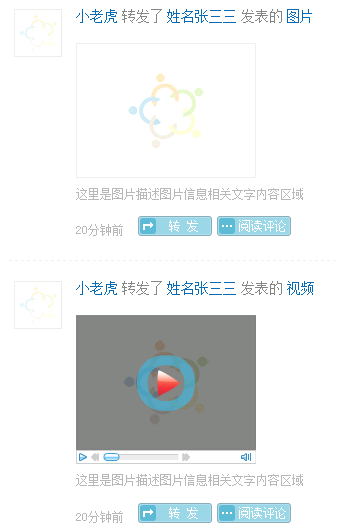 小老虎 转发了 姓名张三三 发表的 图片
这里是图片描述图片信息相关文字内容区域
20分钟前 转 发 阅读评论
小老虎 转发了 姓名张三三 发表的 视频
这里是图片描述图片信息相关文字内容区域
20分钟前 转 发 阅读评论